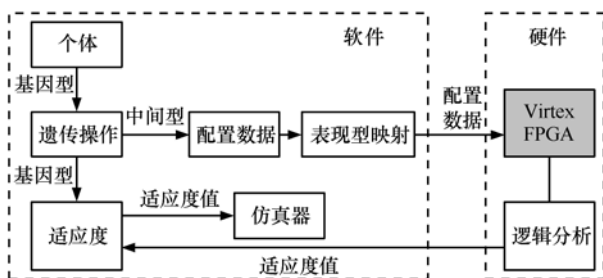 个体
软件
硬件
基因型
中间型
配置
数据
遗传操作
配置数据
表现型映射
Virtex
FPGA
基因型
适应度值
适应度
仿真器
逻辑分析
适应度值